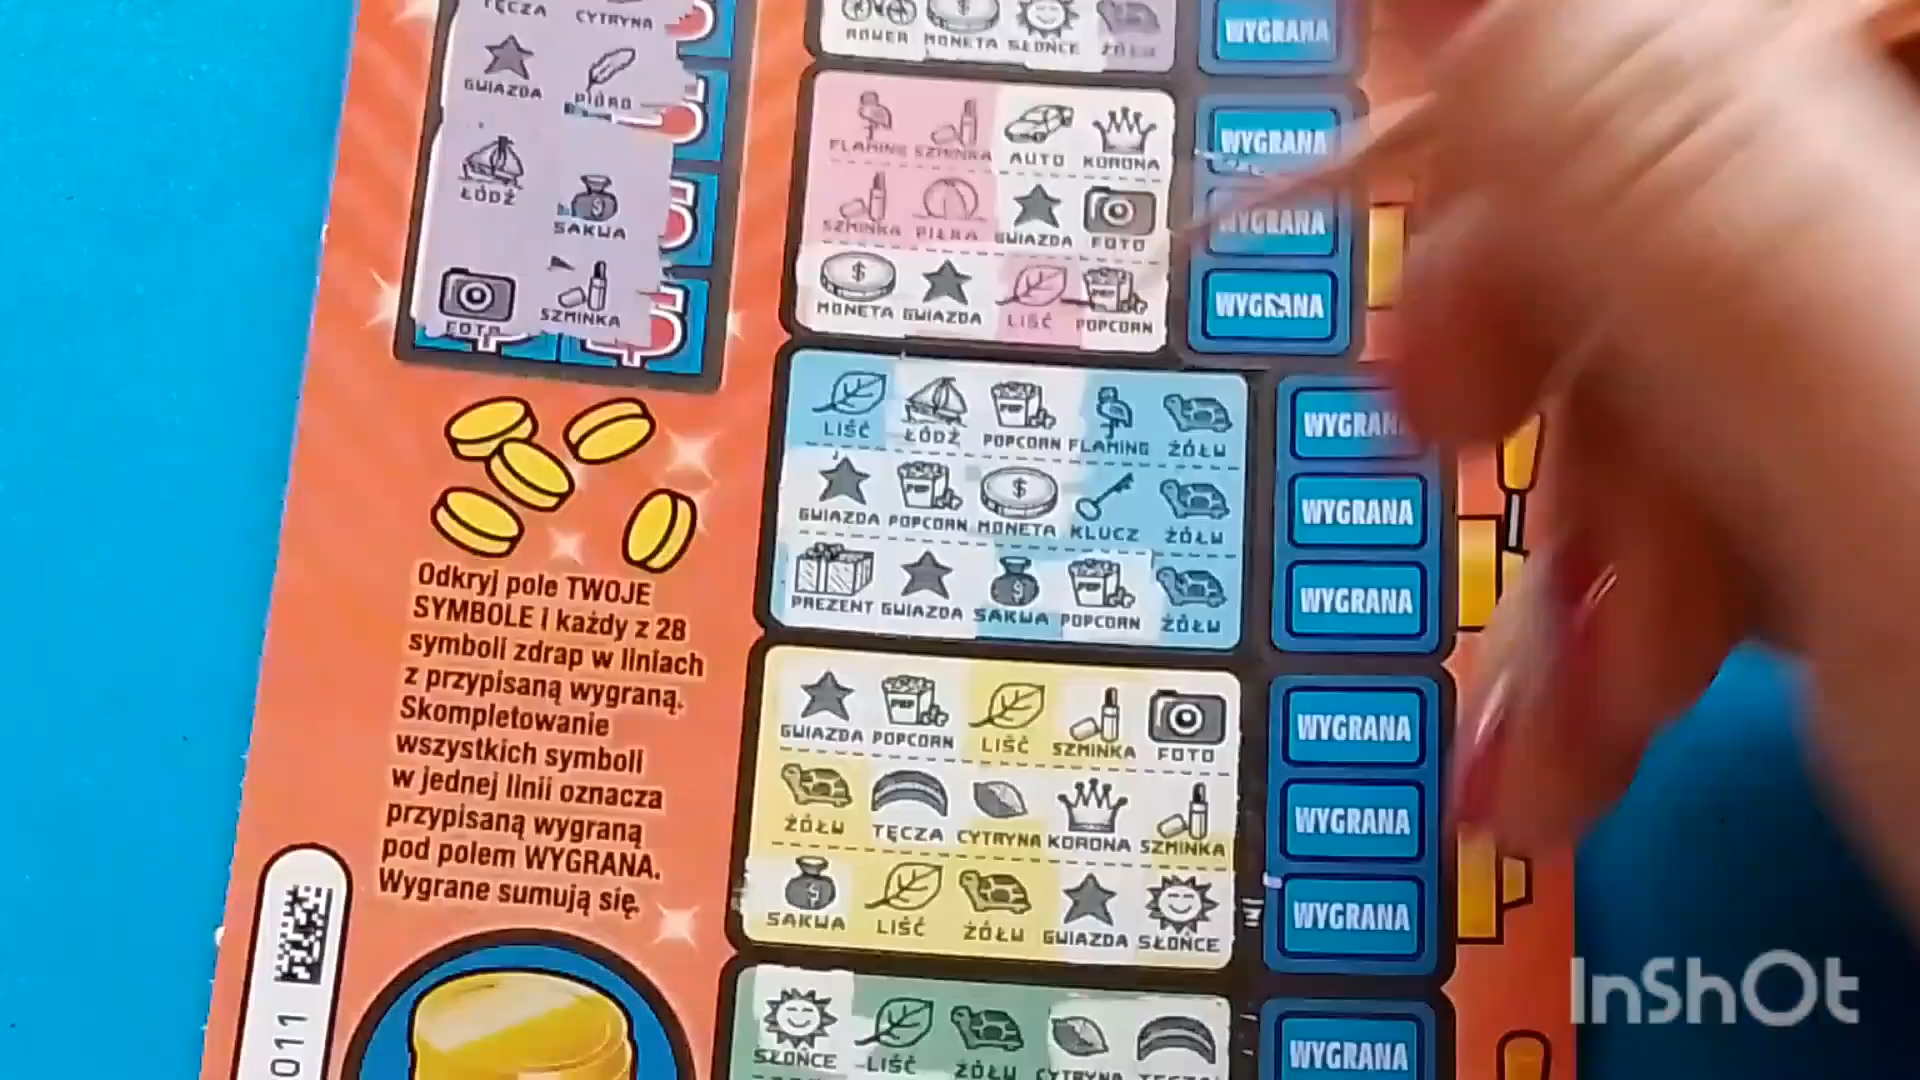 TĘCZA CYTRYNA
GWIAZDA PIÓRO
ŁÓDŹ SAKWA
FOTO SZMINKA
ROWER MONETA SŁOŃCE ŻÓŁW
WYGRANA
FLAMING SZMINKA AUTO KORONA
WYGRANA
SZMINKA PIŁKA GWIAZDA FOTO
WYGRANA
MONETA GWIAZDA LIŚĆ POPCORN
WYGRANA
LIŚĆ ŁÓDŹ POPCORN FLAMING ŻÓŁW
WYGRANA
GWIAZDA POPCORN MONETA KLUCZ ŻÓŁW
WYGRANA
PREZENT GWIAZDA SAKWA POPCORN ŻÓŁW
WYGRANA
GWIAZDA POPCORN LIŚĆ SZMINKA FOTO
WYGRANA
ŻÓŁW TĘCZA CYTRYNA KORONA SZMINKA
WYGRANA
SAKWA LIŚĆ ŻÓŁW GWIAZDA SŁOŃCE
WYGRANA
SŁOŃCE LIŚĆ ŻÓŁW CYTRYNA TĘCZA
WYGRANA
Odkryj pole TWOJE
SYMBOLE i każdy z 28
symboli zdrap w liniach
z przypisaną wygraną.
Skompletowanie
wszystkich symboli
w jednej linii oznacza
przypisaną wygraną
pod polem WYGRANA.
Wygrane sumują się.
011
InShOt